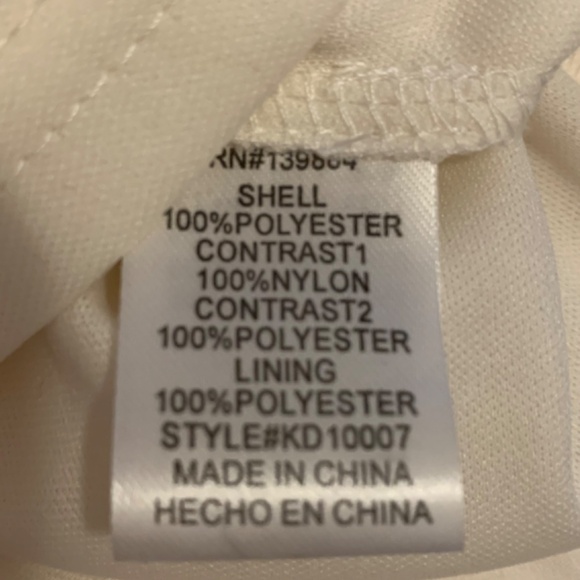 SHELL
100%POLYESTER
CONTRAST1
100%NYLON
CONTRAST2
100%POLYESTER
LINING
100%POLYESTER
STYLE#KD10007
MADE IN CHINA
HECHO EN CHINA